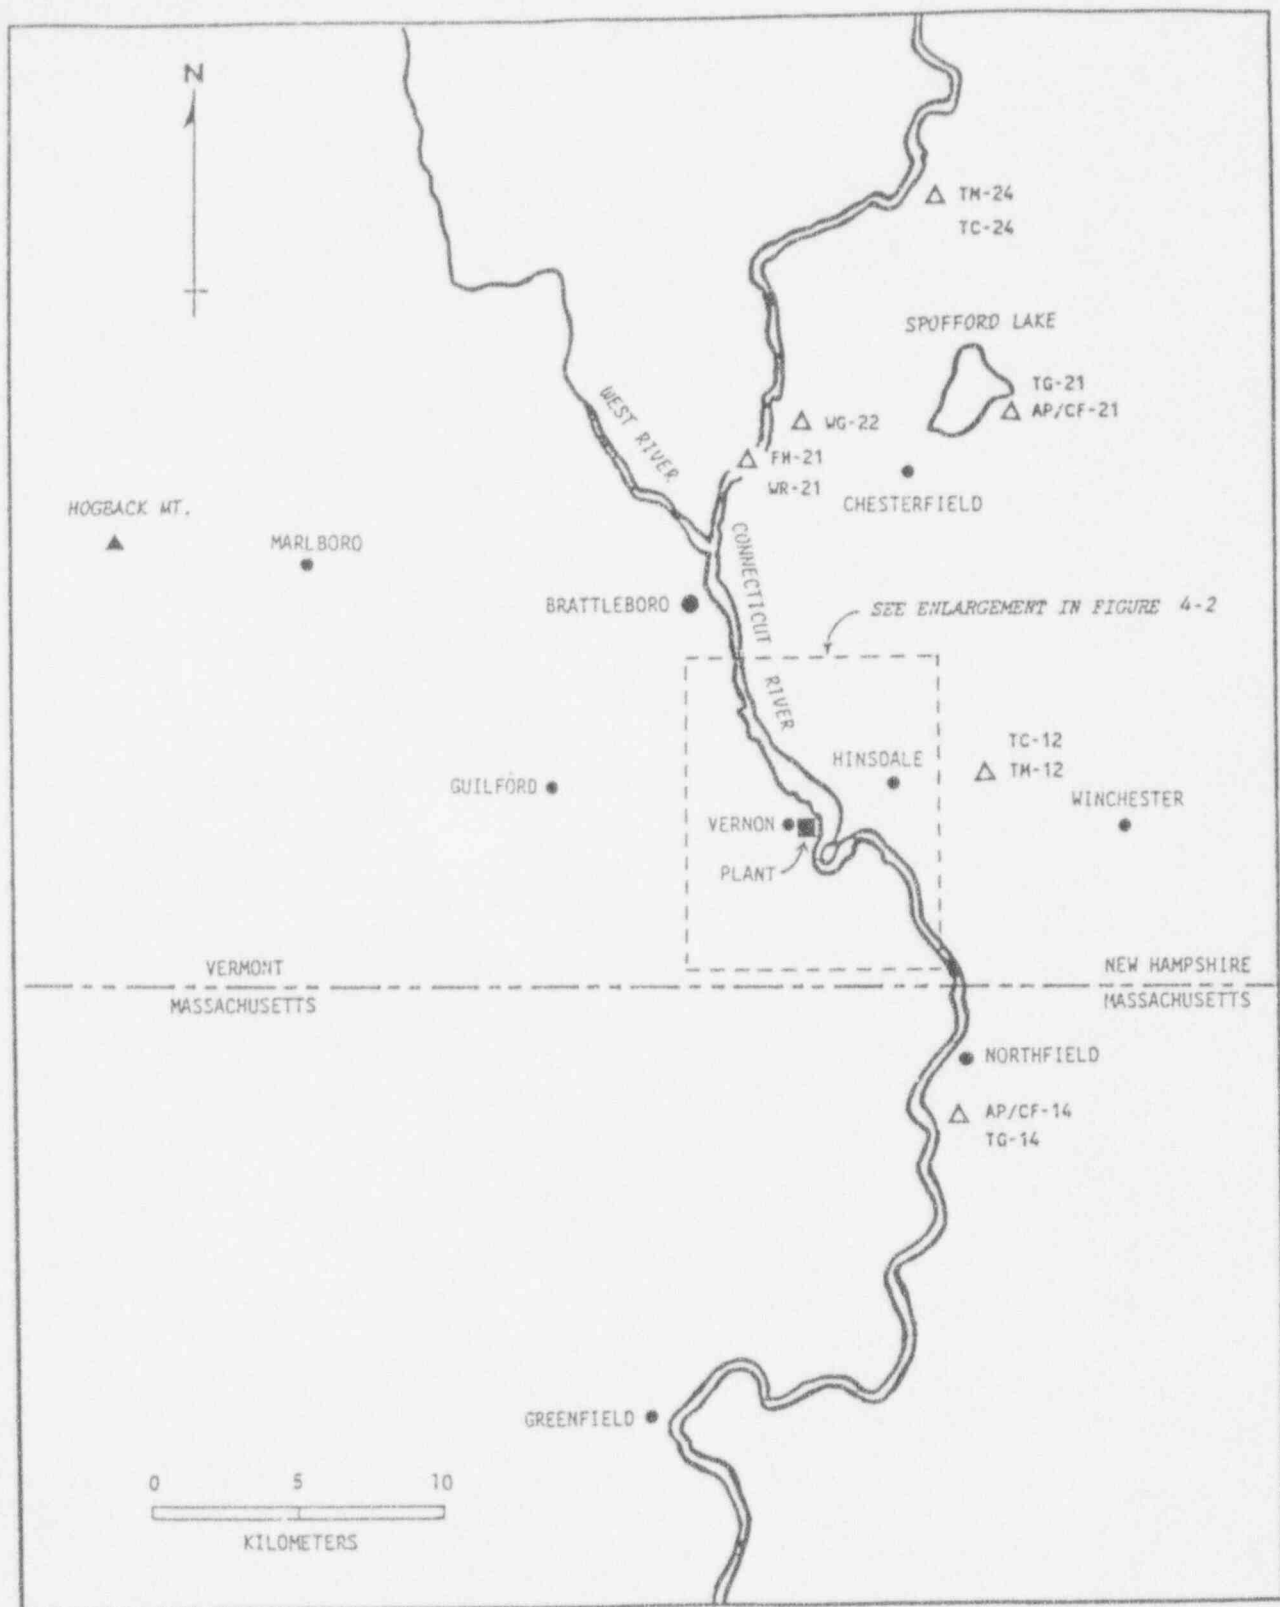 N
TM-24
TC-24
SPOFFORD LAKE
TG-21
AP/CF-21
WEST RIVER
WG-22
FH-21
WR-21
CHESTERFIELD
HOGBACK MT.
MARLBORO
CONNECTICUT RIVER
BRATTLEBORO
SEE ENLARGEMENT IN FIGURE 4-2
TC-12
TM-12
HINSDALE
GUILFORD
WINCHESTER
VERNON
PLANT
VERMONT
NEW HAMPSHIRE
MASSACHUSETTS
MASSACHUSETTS
NORTHFIELD
AP/CF-14
TG-14
GREENFIELD
0 5 10
KILOMETERS